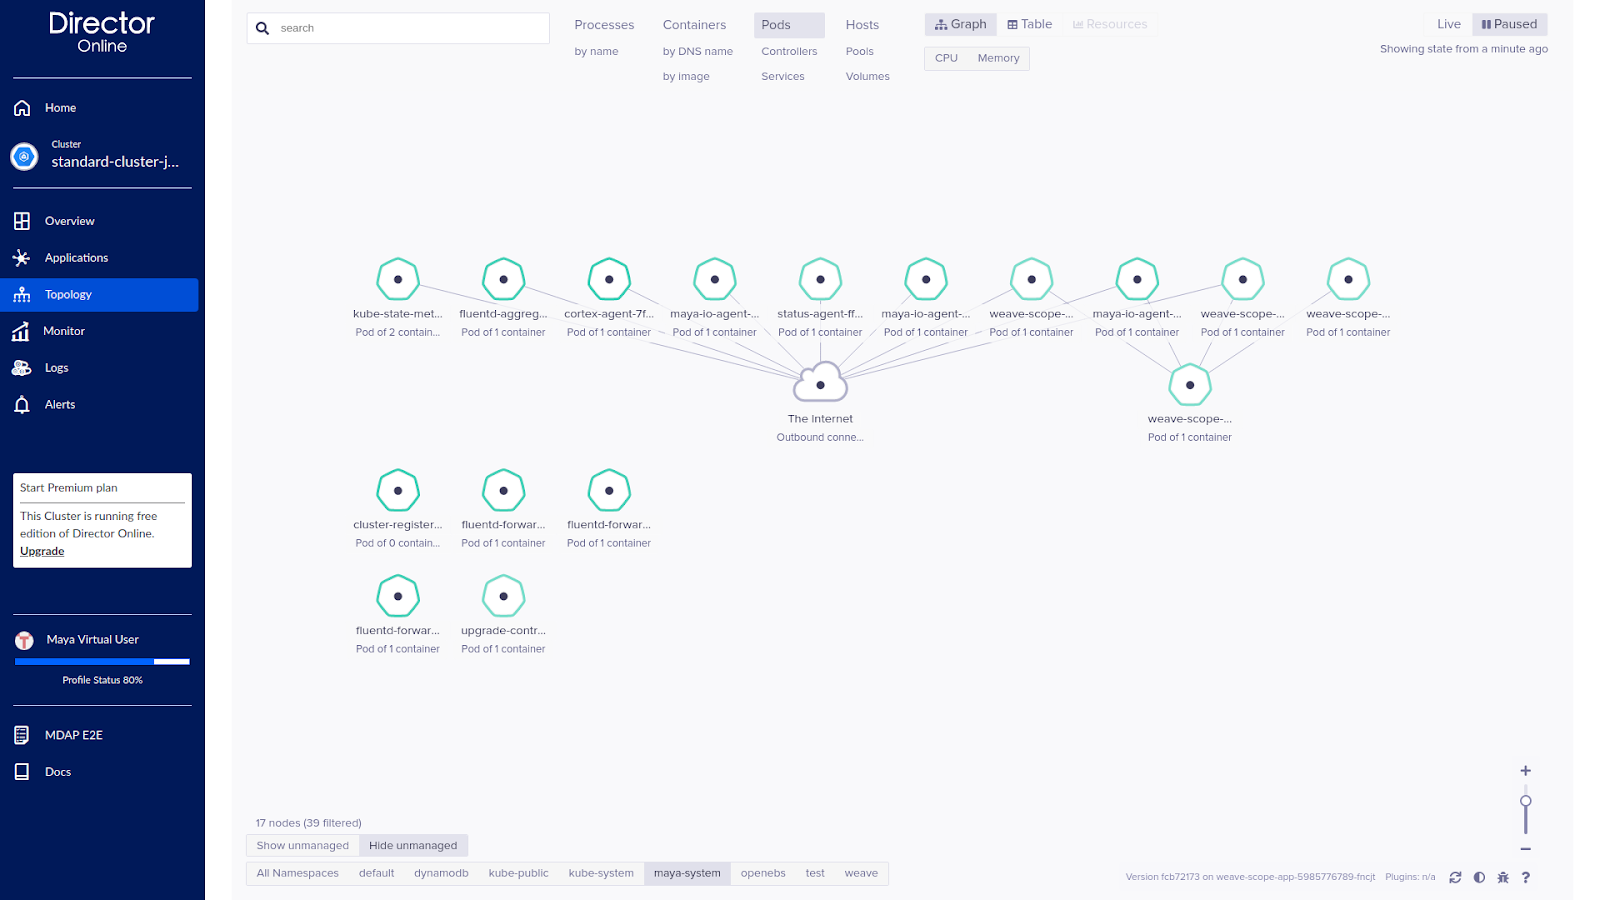 Director
Online
Home
Cluster
standard-cluster-j...
Overview
Applications
Topology
Monitor
Logs
Alerts
Start Premium plan
This Cluster is running free
edition of Director Online.
Upgrade
Maya Virtual User
Profile Status 80%
MDAP E2E
Docs
search
Processes
by name
Containers
by DNS name
by image
Pods
Controllers
Services
Hosts
Pools
Volumes
Graph
Table
Resources
CPU
Memory
Live
Paused
Showing state from a minute ago
kube-state-met...
Pod of 2 contain...
fluentd-aggreg...
Pod of 1 container
cortex-agent-7f...
Pod of 1 container
maya-io-agent-...
Pod of 1 container
status-agent-ff...
Pod of 1 container
maya-io-agent-...
Pod of 1 container
weave-scope-...
Pod of 1 container
maya-io-agent-...
Pod of 1 container
weave-scope-...
Pod of 1 container
weave-scope-...
Pod of 1 container
The Internet
Outbound conne...
weave-scope-...
Pod of 1 container
cluster-register...
Pod of 0 contain...
fluentd-forwar...
Pod of 1 container
fluentd-forwar...
Pod of 1 container
fluentd-forwar...
Pod of 1 container
upgrade-contr...
Pod of 1 container
17 nodes (39 filtered)
Show unmanaged
Hide unmanaged
All Namespaces
default
dynamodb
kube-public
kube-system
maya-system
openebs
test
weave
Version fcb72173 on weave-scope-app-5985776789-fncjt
Plugins: n/a